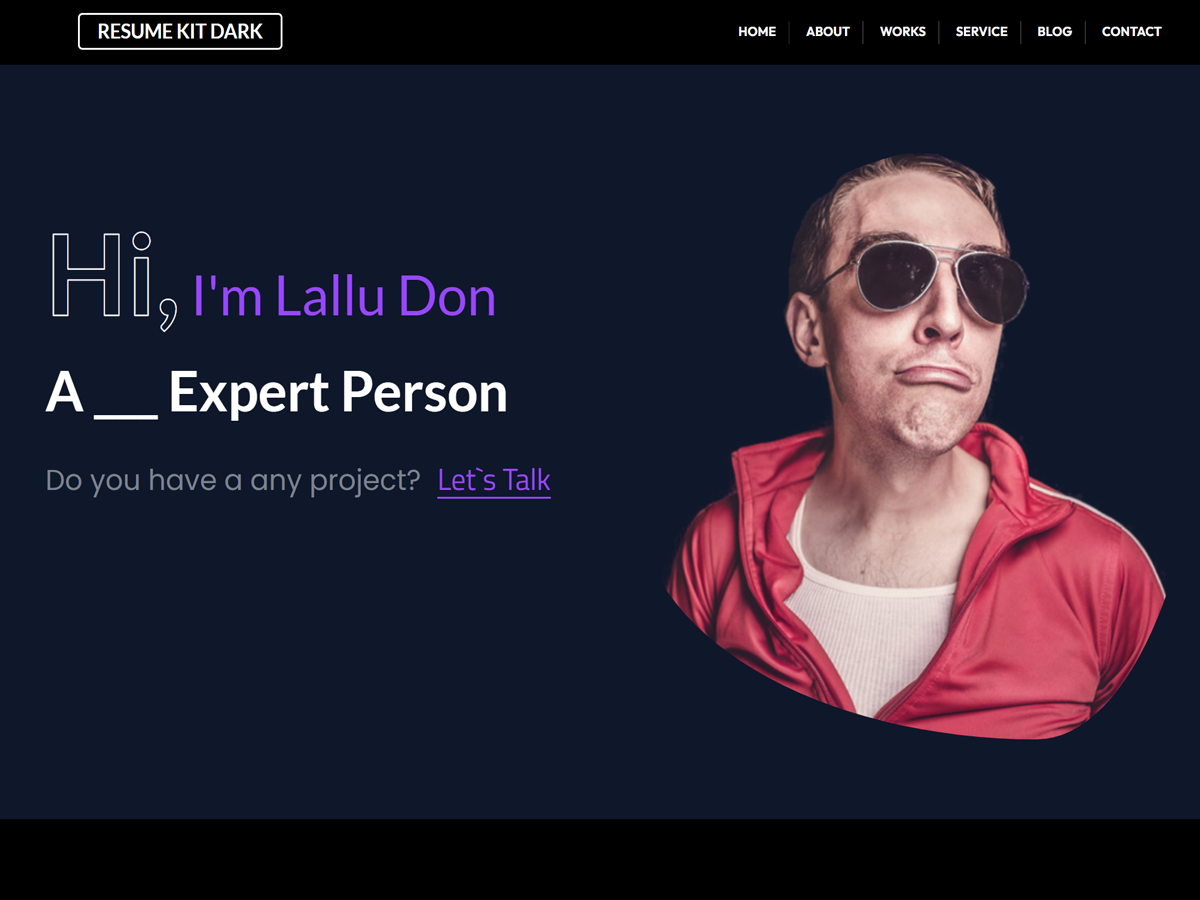 RESUME KIT DARK
HOME ABOUT WORKS SERVICE BLOG CONTACT
Hi, I'm Lallu Don
A __ Expert Person
Do you have a any project? Let`s Talk